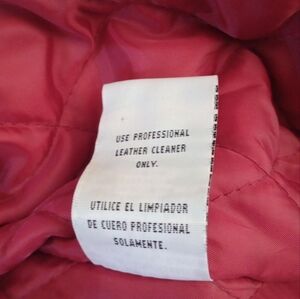 USE PROFESSIONAL
LEATHER CLEANER
ONLY.
UTILICE EL LIMPIADOR
DE CUERO PROFESIONAL
SOLAMENTE.